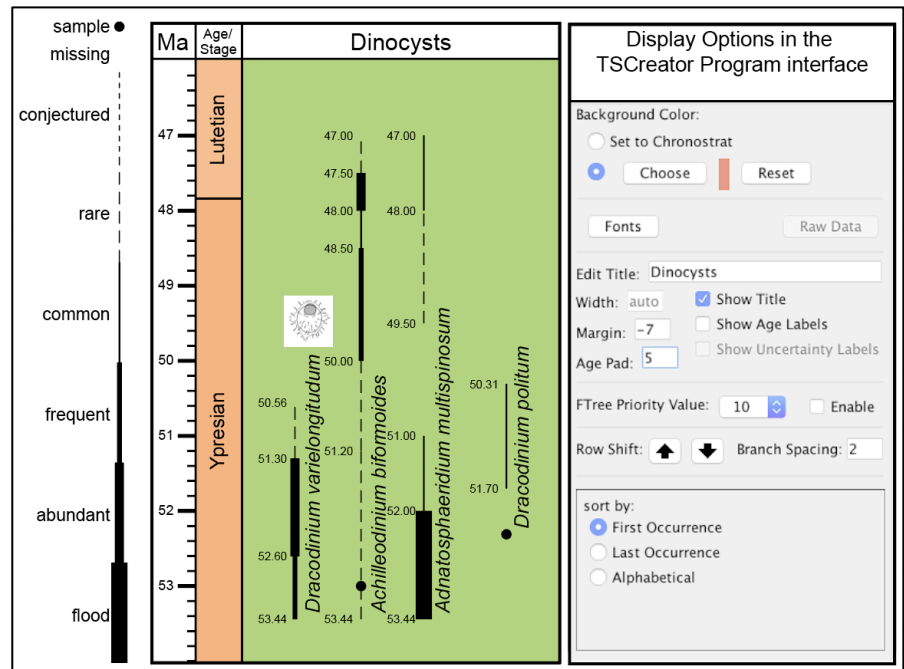 sample
missing
conjectured
rare
common
frequent
abundant
flood
Ma
Age/
Stage
Dinocysts
47
48
49
50
51
52
53
Lutetian
Ypresian
50.56
51.30
52.60
53.44
Dracodinium varielongitudum
47.00
47.50
48.00
48.50
50.00
51.20
53.44
Achilleodinium biformoides
47.00
48.00
49.50
51.00
52.00
53.44
Adnatosphaeridium multispinosum
50.31
51.70
Dracodinium politum
Display Options in the
TSCreator Program interface
Background Color:
Set to Chronostrat
Choose Reset
Fonts Raw Data
Edit Title: Dinocysts
Width: auto Show Title
Margin: -7 Show Age Labels
Age Pad: 5 Show Uncertainty Labels
FTree Priority Value: 10 Enable
Row Shift: Branch Spacing: 2
sort by:
First Occurrence
Last Occurrence
Alphabetical